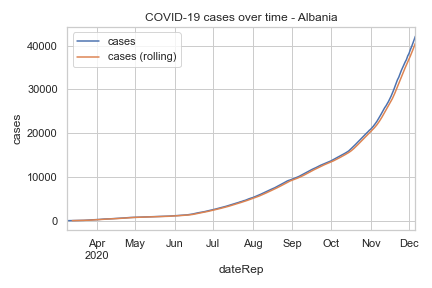 COVID-19 cases over time - Albania
cases
cases (rolling)
40000
30000
20000
10000
0
cases
Apr May Jun Jul Aug Sep Oct Nov Dec
2020
dateRep